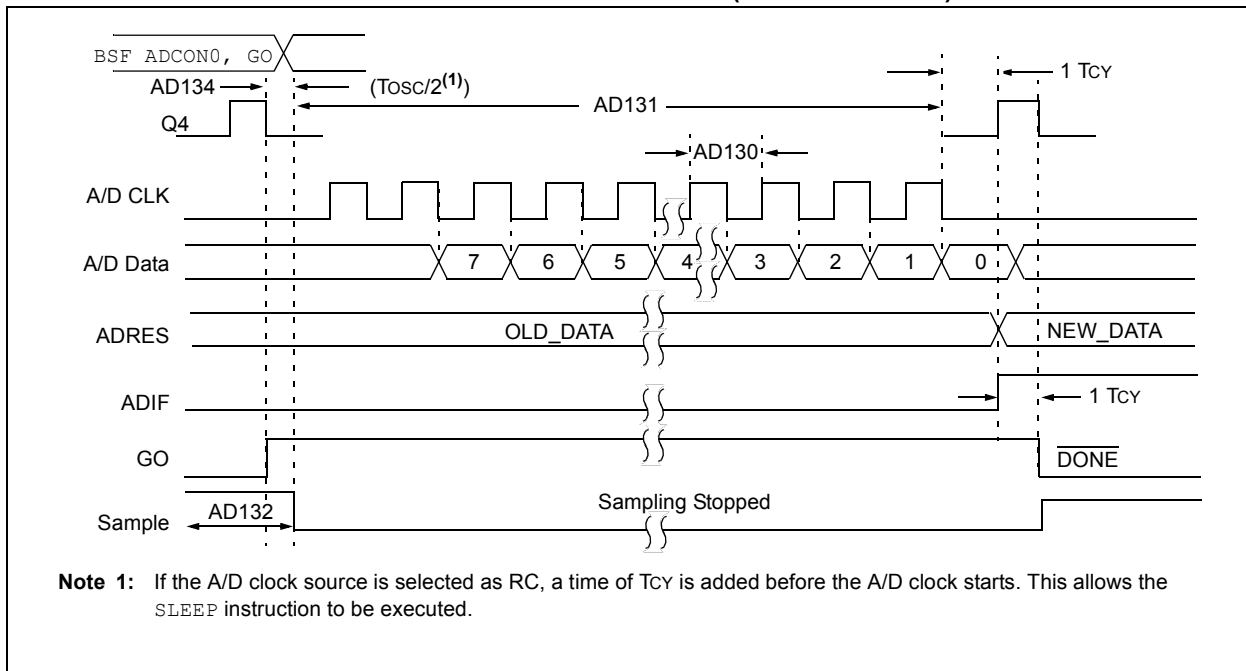 BSF ADCON0, GO
AD134
(TOSC/2(1))
AD131
1 TCY
Q4
AD130
A/D CLK
A/D Data
7 6 5 4 3 2 1 0
ADRES
OLD_DATA
NEW_DATA
ADIF
1 TCY
GO
DONE
Sampling Stopped
Sample
AD132
Note 1: If the A/D clock source is selected as RC, a time of TCY is added before the A/D clock starts. This allows the
SLEEP instruction to be executed.